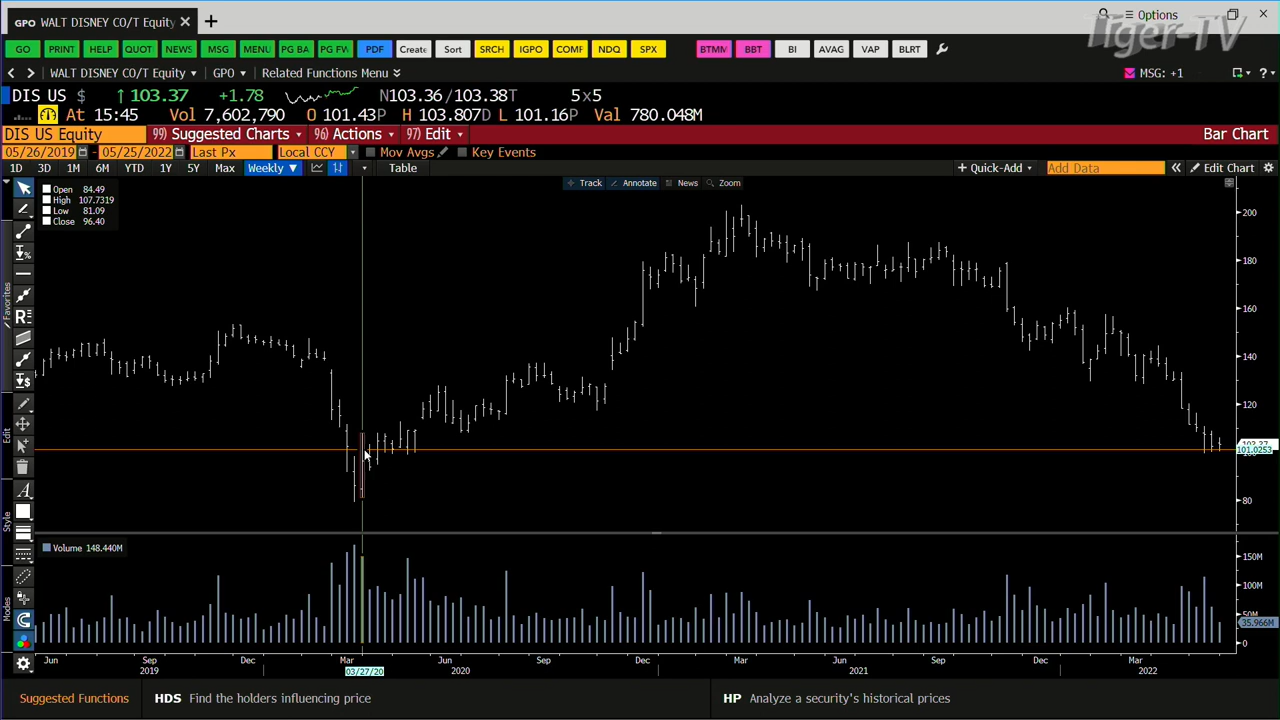 GPO WALT DISNEY CO/T Equity
Options
Tiger-TV
GO PRINT HELP QUOT NEWS MSG MENU PG BA PG FW PDF Create Sort SRCH IGPO COMF NDQ SPX BTMM BBT BI AVAG VAP BLRT
WALT DISNEY CO/T Equity GPO Related Functions Menu MSG: +1
DIS US $ ↑103.37 +1.78 N103.36/103.38T 5x5
At 15:45 Vol 7,602,790 O 101.43P H 103.807D L 101.16P Val 780.048M
DIS US Equity 99) Suggested Charts 96) Actions 97) Edit Bar Chart
05/26/2019 - 05/25/2022 Last Px Local CCY Mov Avgs Key Events
1D 3D 1M 6M YTD 1Y 5Y Max Weekly ▼ Table + Quick-Add Add Data « Edit Chart
Track Annotate News Zoom
Open 84.49
High 107.7319
Low 81.09
Close 96.40
Favorites
Edit
Style
Modes
200
180
160
140
120
101.0253
80
Volume 148.440M
150M
100M
50M
35.966M
0
Jun Sep Dec Mar Jun Sep Dec Mar Jun Sep Dec Mar
2019 03/27/20 2020 2021 2022
Suggested Functions HDS Find the holders influencing price HP Analyze a security's historical prices